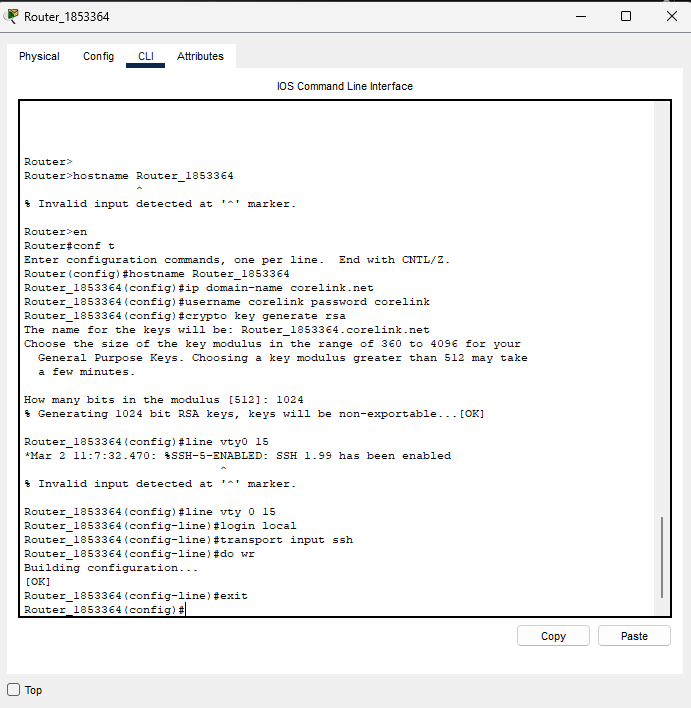 Router_1853364
Physical Config CLI Attributes
IOS Command Line Interface
Router>
Router>hostname Router_1853364
^
% Invalid input detected at '^' marker.
Router>en
Router#conf t
Enter configuration commands, one per line.  End with CNTL/Z.
Router(config)#hostname Router_1853364
Router_1853364(config)#ip domain-name corelink.net
Router_1853364(config)#username corelink password corelink
Router_1853364(config)#crypto key generate rsa
The name for the keys will be: Router_1853364.corelink.net
Choose the size of the key modulus in the range of 360 to 4096 for your
General Purpose Keys. Choosing a key modulus greater than 512 may take
a few minutes.
How many bits in the modulus [512]: 1024
% Generating 1024 bit RSA keys, keys will be non-exportable...[OK]
Router_1853364(config)#line vty0 15
*Mar 2 11:7:32.470: %SSH-5-ENABLED: SSH 1.99 has been enabled
^
% Invalid input detected at '^' marker.
Router_1853364(config)#line vty 0 15
Router_1853364(config-line)#login local
Router_1853364(config-line)#transport input ssh
Router_1853364(config-line)#do wr
Building configuration...
[OK]
Router_1853364(config-line)#exit
Router_1853364(config)#
Copy Paste
Top